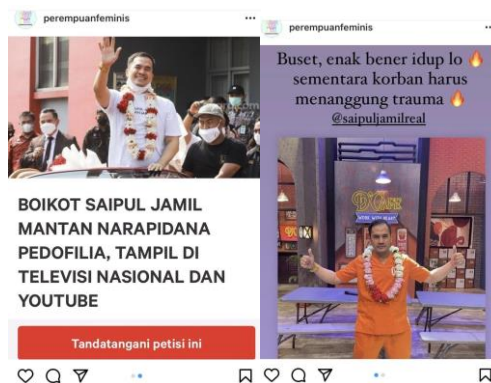 perempuanfeminis
BOIKOT SAIPUL JAMIL
MANTAN NARAPIDANA
PEDOFILIA, TAMPIL DI
TELEVISI NASIONAL DAN
YOUTUBE
Tandatangani petisi ini
perempuanfeminis
Buset, enak bener idup lo 🔥
sementara korban harus
menanggung trauma 🔥
@saipuljamilreal
D'CAFE